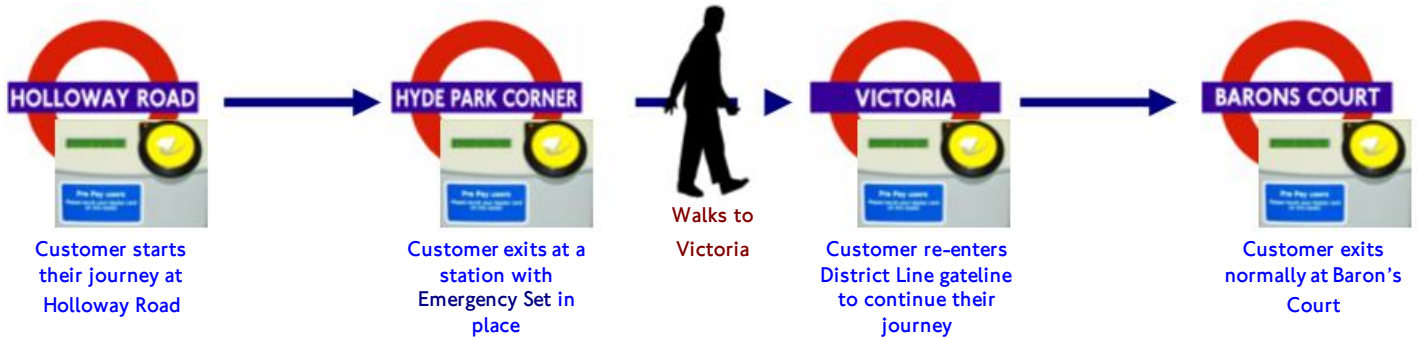 HOLLOWAY ROAD
HYDE PARK CORNER
VICTORIA
BARONS COURT
Pre Pay users
Pre Pay users
Pre Pay users
Pre Pay users
Walks to
Victoria
Customer starts
their journey at
Holloway Road
Customer exits at a
station with
Emergency Set in
place
Customer re-enters
District Line gateline
to continue their
journey
Customer exits
normally at Baron's
Court